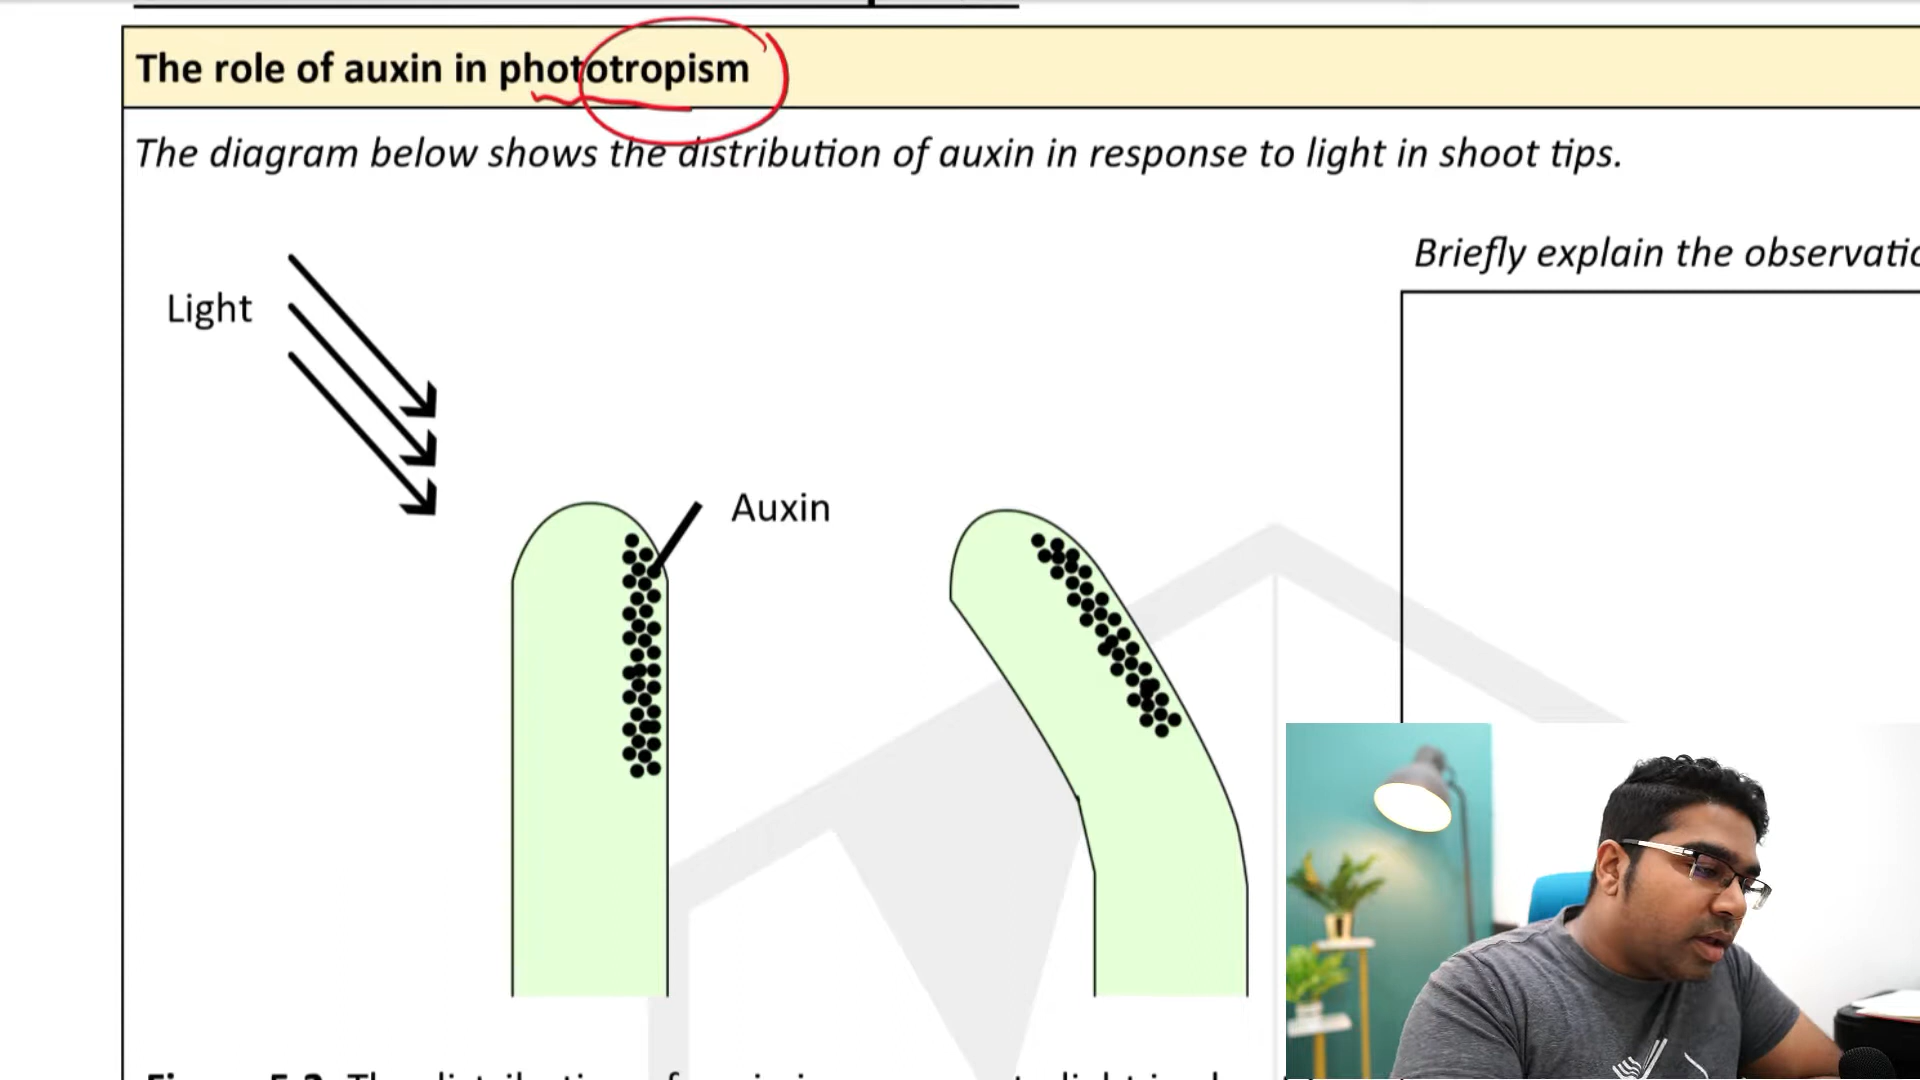 The role of auxin in phototropism
The diagram below shows the distribution of auxin in response to light in shoot tips.
Briefly explain the
Light
Auxin